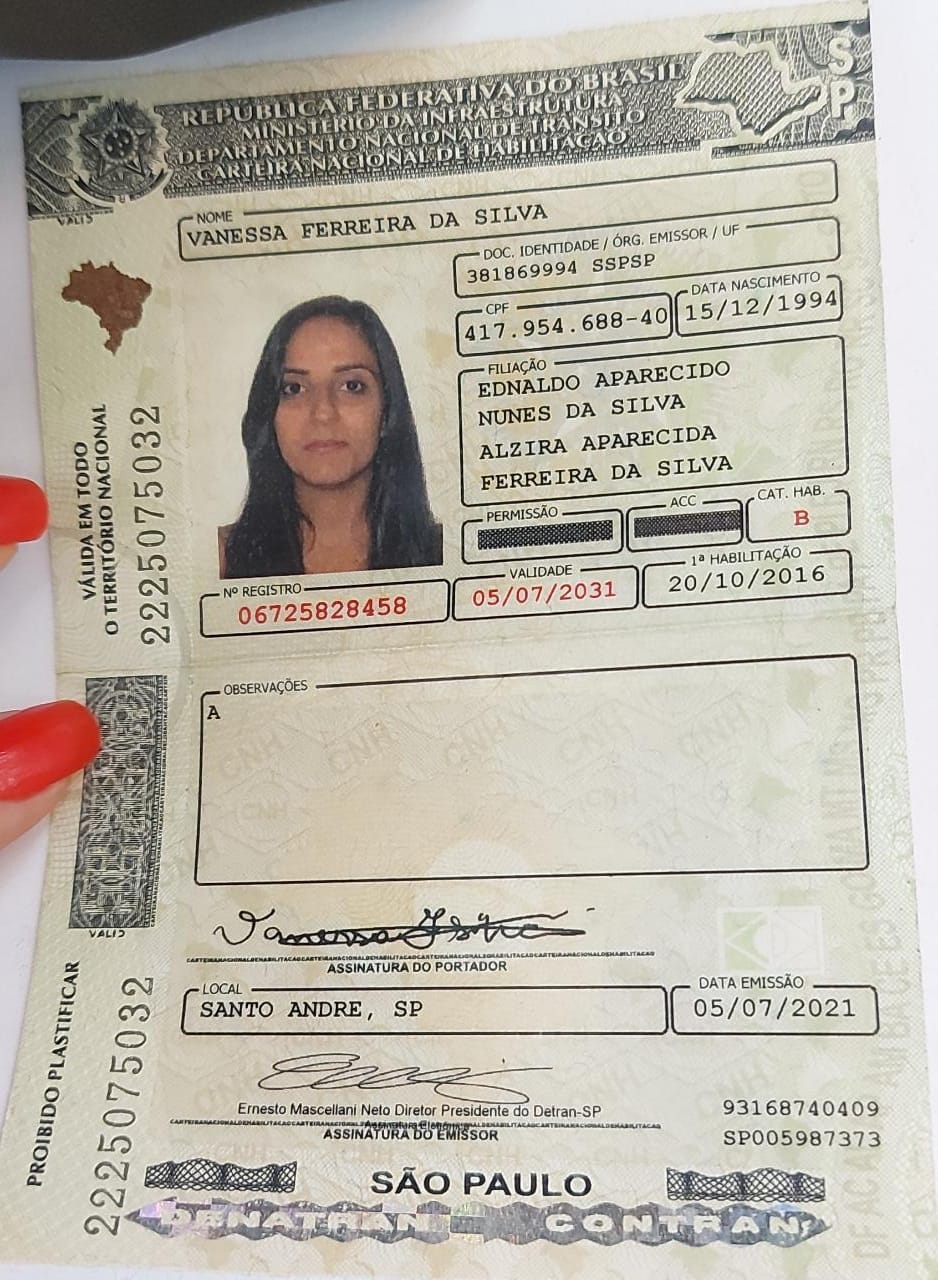 REPÚBLICA FEDERATIVA DO BRASIL
MINISTÉRIO DA INFRAESTRUTURA
DEPARTAMENTO NACIONAL DE TRÂNSITO
CARTEIRA NACIONAL DE HABILITAÇÃO
SP
NOME
VANESSA FERREIRA DA SILVA
DOC. IDENTIDADE / ÓRG. EMISSOR / UF
381869994 SSPSP
CPF
417.954.688-40
DATA NASCIMENTO
15/12/1994
FILIAÇÃO
EDNALDO APARECIDO
NUNES DA SILVA
ALZIRA APARECIDA
FERREIRA DA SILVA
PERMISSÃO
ACC
CAT. HAB.
B
Nº REGISTRO
06725828458
VALIDADE
05/07/2031
1ª HABILITAÇÃO
20/10/2016
VÁLIDA EM TODO
O TERRITÓRIO NACIONAL
2225075032
OBSERVAÇÕES
A
ASSINATURA DO PORTADOR
LOCAL
SANTO ANDRE, SP
DATA EMISSÃO
05/07/2021
Ernesto Mascellani Neto Diretor Presidente do Detran-SP
ASSINATURA DO EMISSOR
93168740409
SP005987373
PROIBIDO PLASTIFICAR
2225075032
SÃO PAULO
DENATRAN CONTRAN